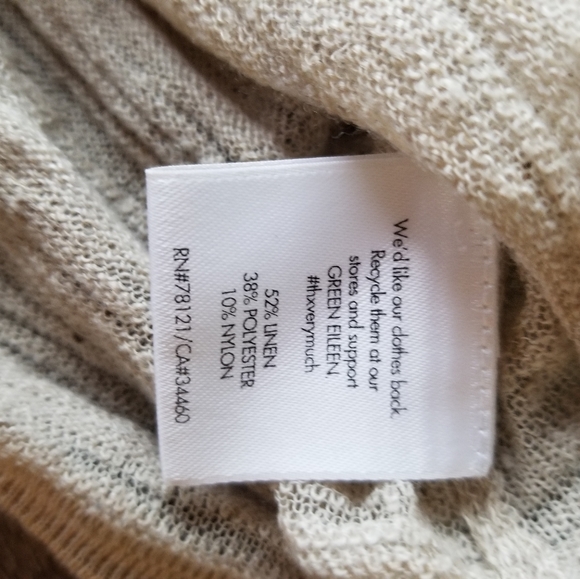 We'd like our clothes back.
Recycle them at our
stores and support
GREEN EILEEN.
#thxverymuch
52% LINEN
38% POLYESTER
10% NYLON
RN#78121/CA#34460